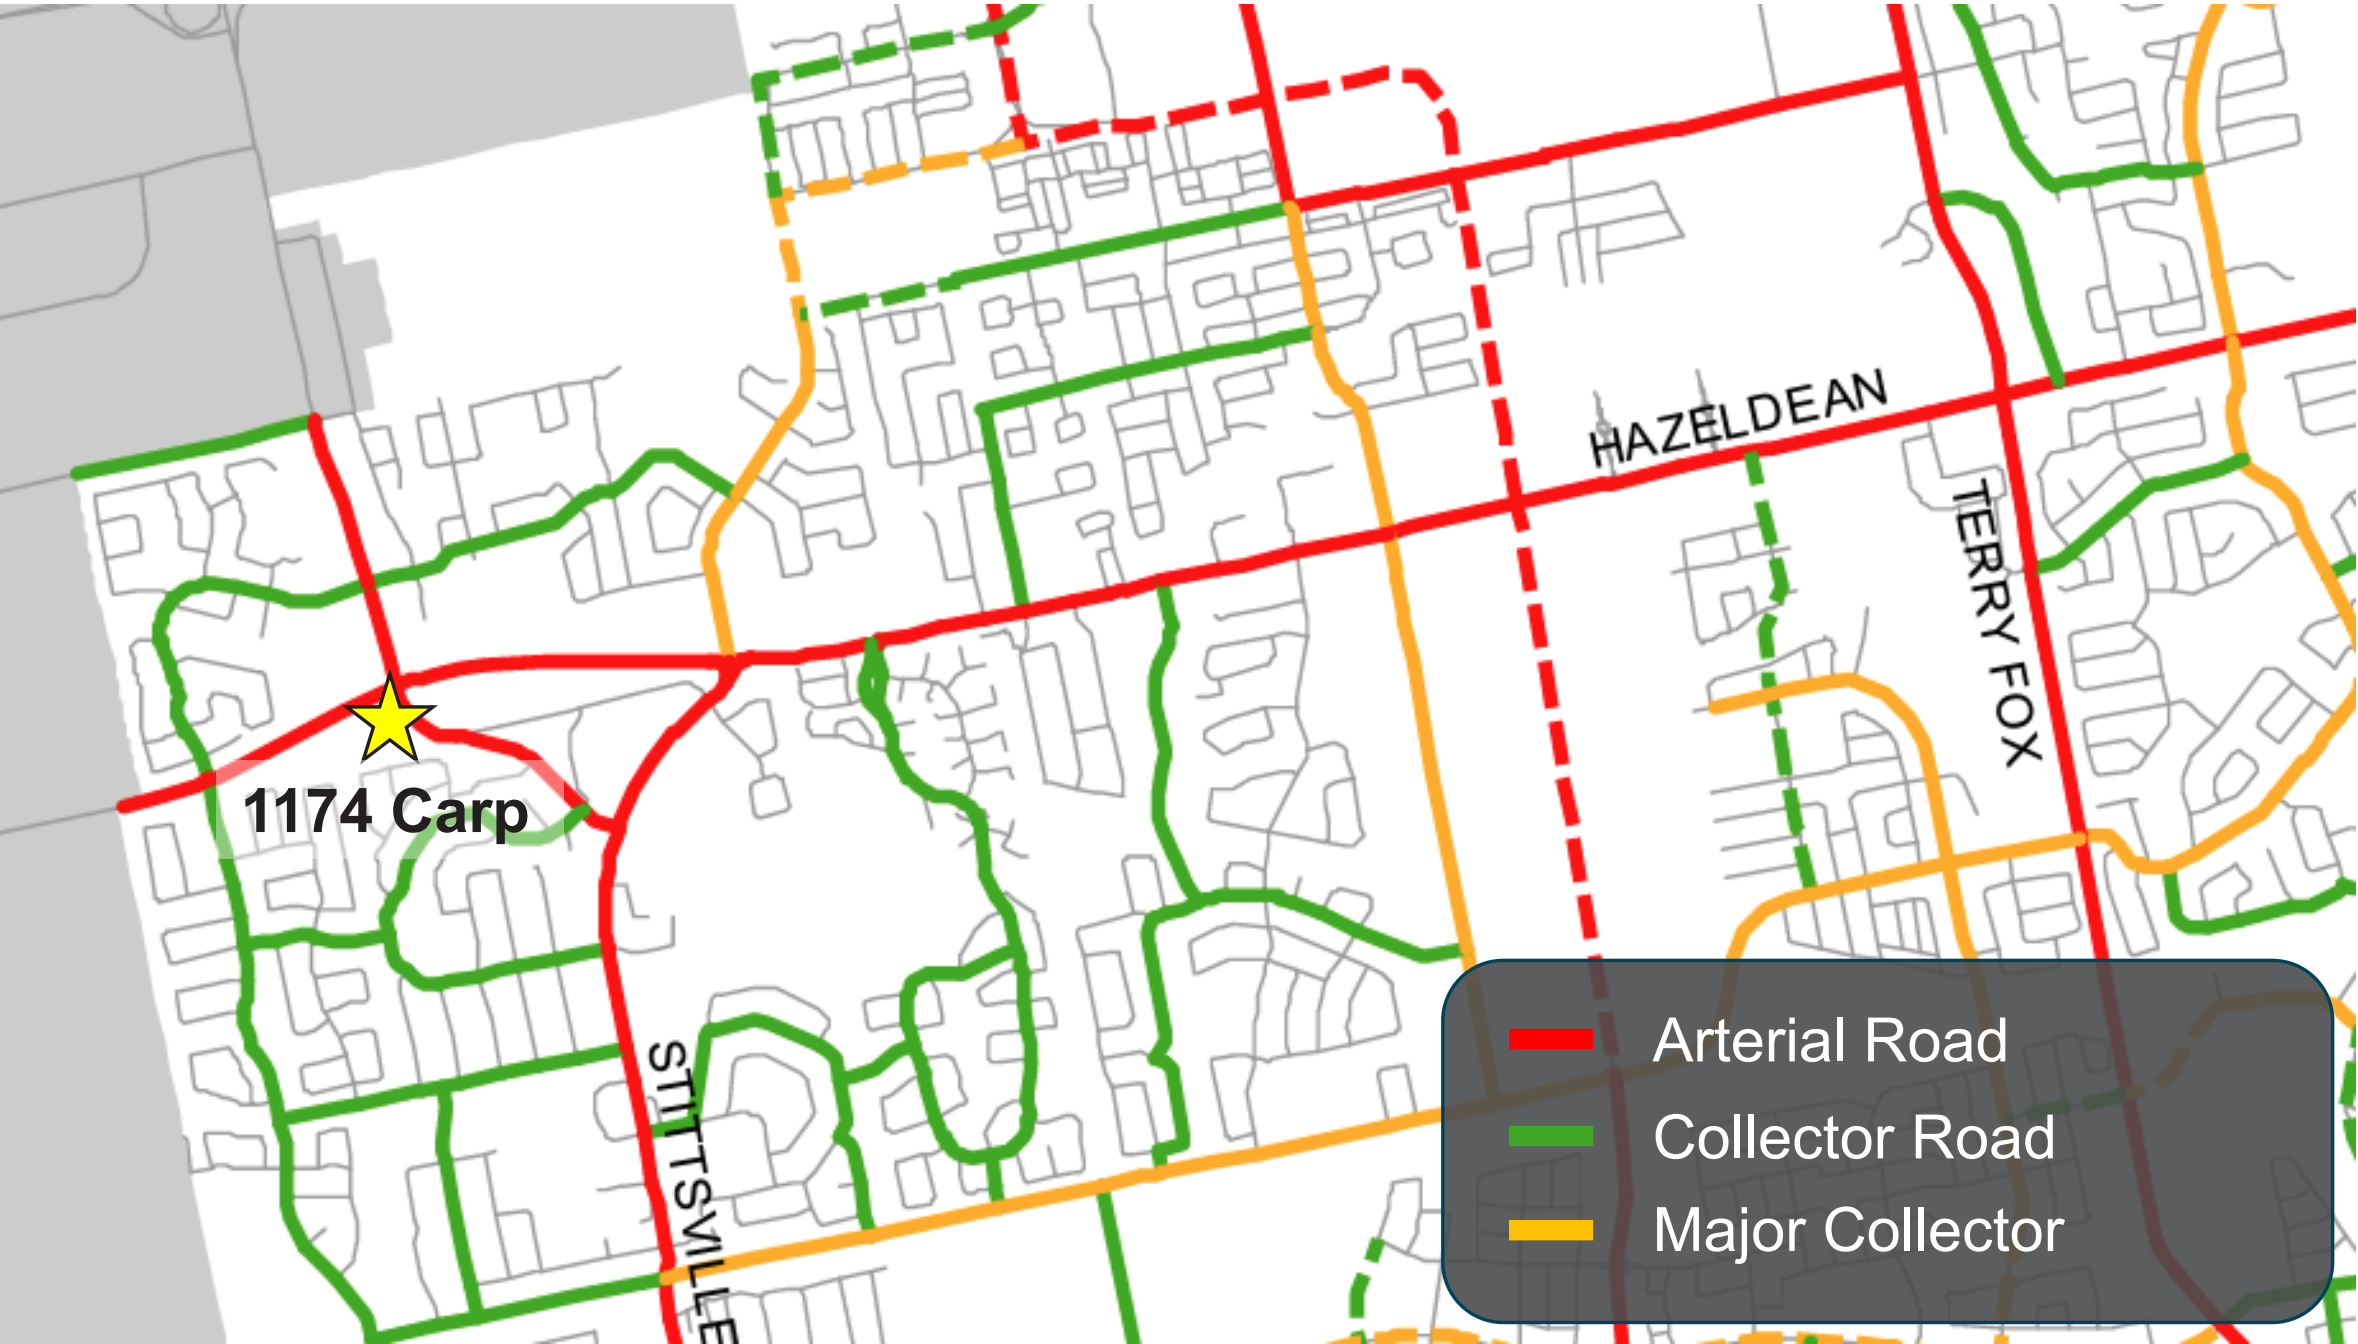 HAZELDEAN
TERRY FOX
1174 Carp
STITTSVILLE
Arterial Road
Collector Road
Major Collector